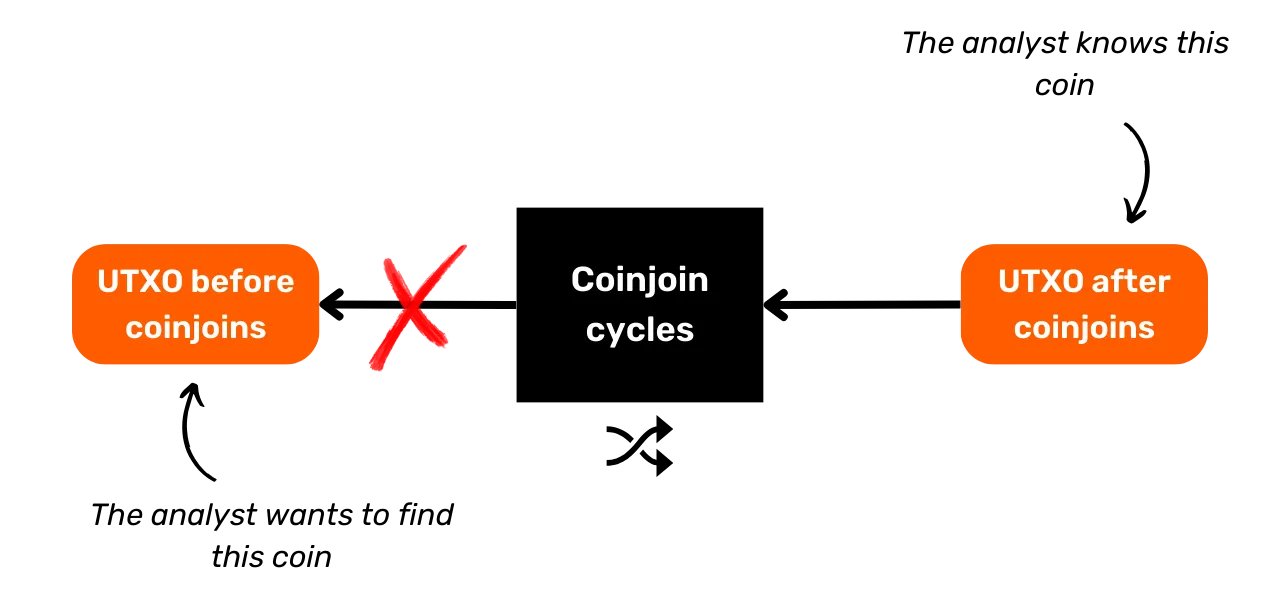 The analyst knows this
coin
UTXO before
coinjoins
Coinjoin
cycles
UTXO after
coinjoins
The analyst wants to find
this coin